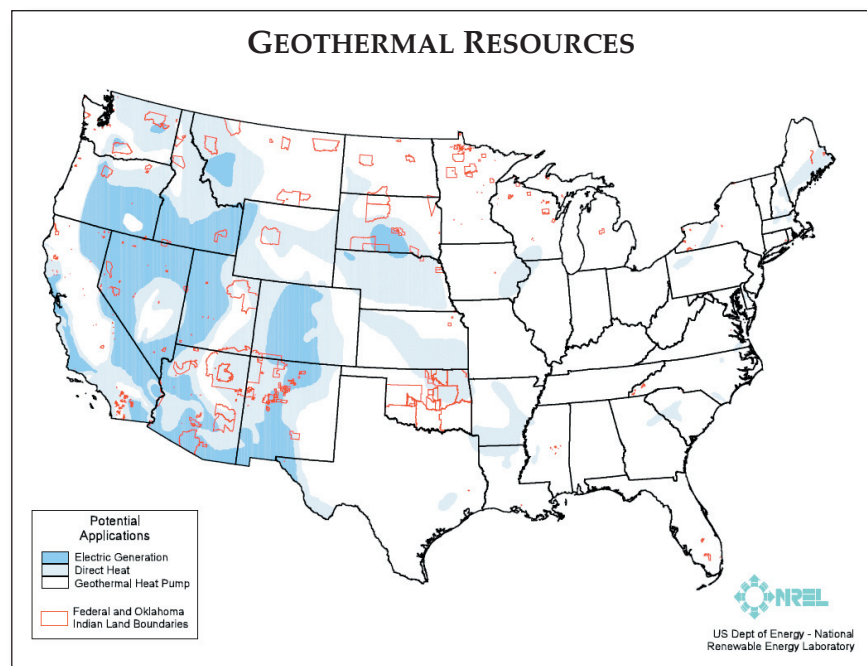 GEOTHERMAL RESOURCES
Potential
Applications
Electric Generation
Direct Heat
Geothermal Heat Pump
Federal and Oklahoma
Indian Land Boundaries
NREL
US Dept of Energy - National
Renewable Energy Laboratory